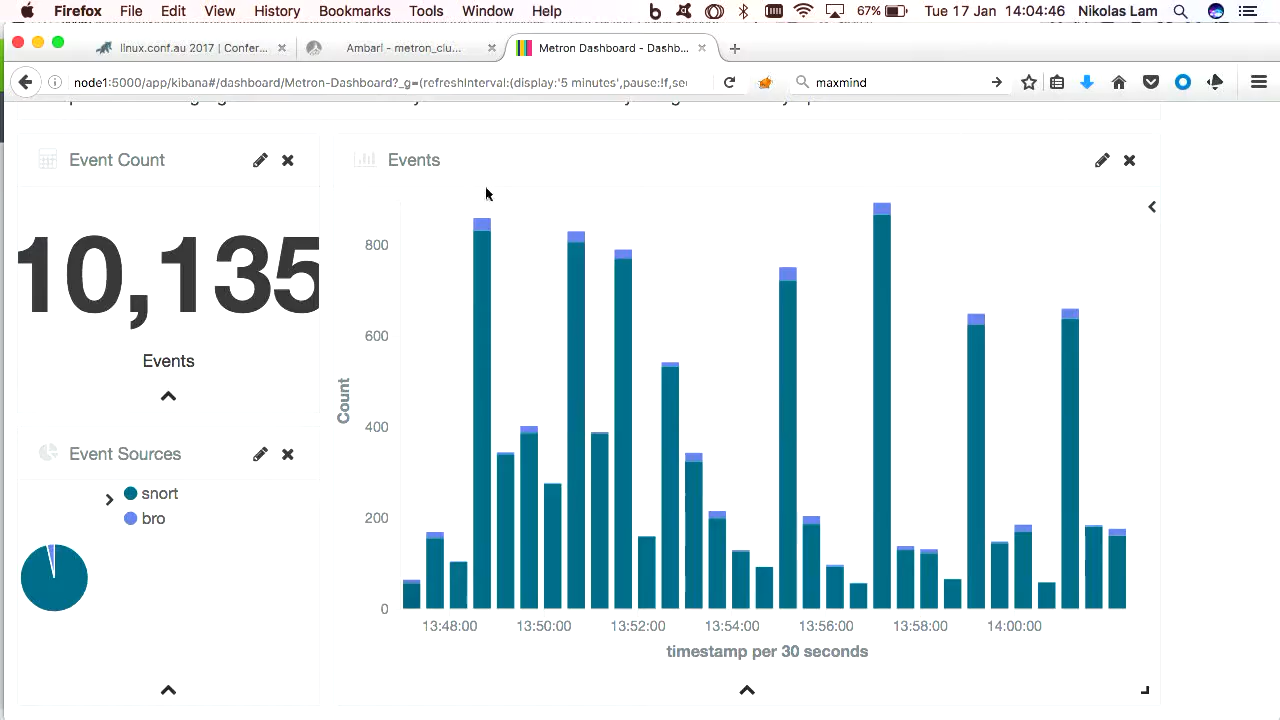 Firefox File Edit View History Bookmarks Tools Window Help 67% Tue 17 Jan 14:04:46 Nikolas Lam
linux.conf.au 2017 | Confer... Ambari - metron_clu... Metron Dashboard - Dashb...
node1:5000/app/kibana#/dashboard/Metron-Dashboard?_g=(refreshInterval:(display:'5 minutes',pause:!f,sec maxmind
Event Count
10,135
Events
Event Sources
snort
bro
Events
Count
800
600
400
200
0
13:48:00 13:50:00 13:52:00 13:54:00 13:56:00 13:58:00 14:00:00
timestamp per 30 seconds